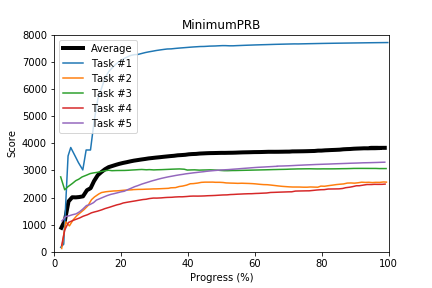 MinimumPRB
8000
7000
6000
5000
4000
3000
2000
1000
0
Score
Average
Task #1
Task #2
Task #3
Task #4
Task #5
0 20 40 60 80 100
Progress (%)